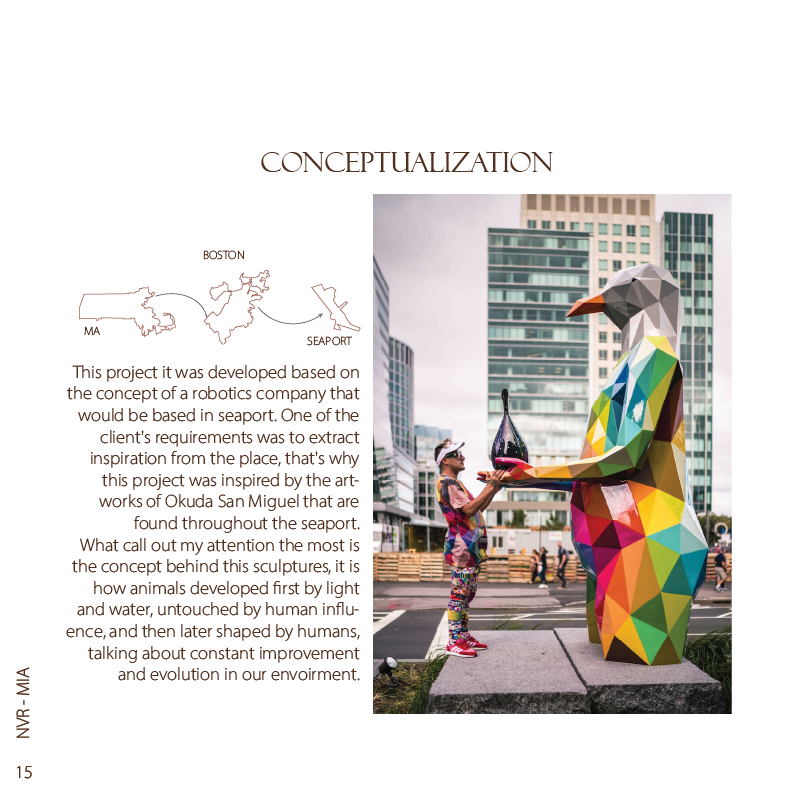 CONCEPTUALIZATION
BOSTON
MA
SEAPORT
This project it was developed based on
the concept of a robotics company that
would be based in seaport. One of the
client's requirements was to extract
inspiration from the place, that's why
this project was inspired by the art-
works of Okuda San Miguel that are
found throughout the seaport.
What call out my attention the most is
the concept behind this sculptures, it is
how animals developed first by light
and water, untouched by human influ-
ence, and then later shaped by humans,
talking about constant improvement
and evolution in our envoirment.
NVR - MIA
15